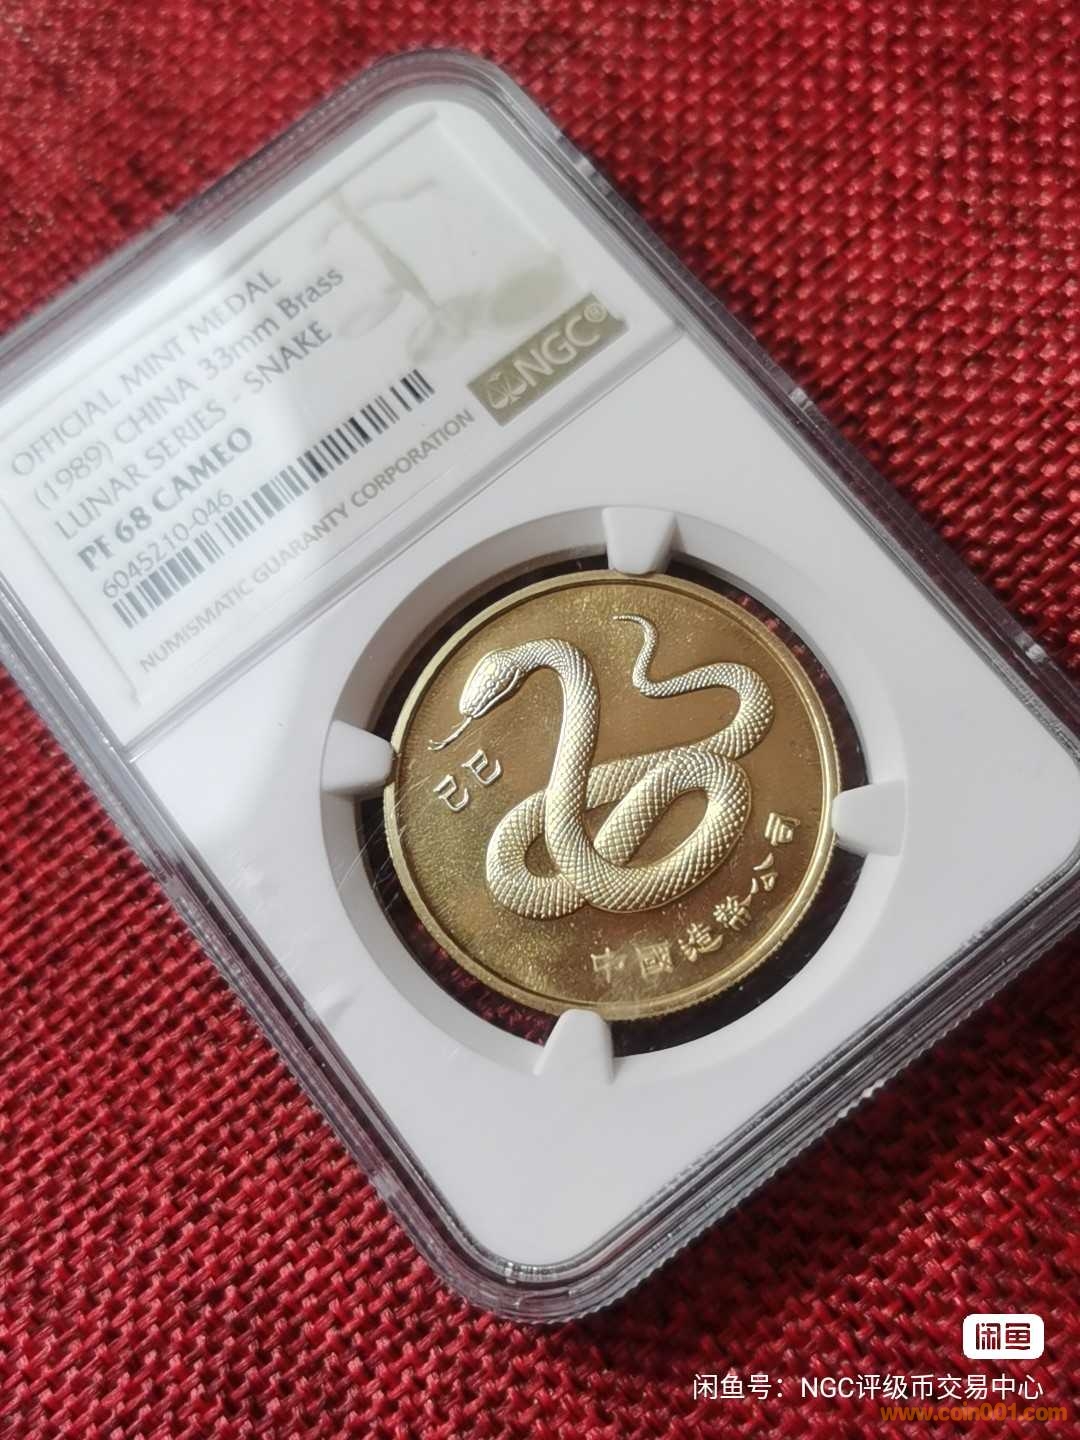 OFFICIAL MINT MEDAL
(1989) CHINA 33mm Brass
LUNAR SERIES - SNAKE
PF 68 CAMEO
6045210-046
NUMISMATIC GUARANTY CORPORATION
NGC®
己巳
中國造幣公司
闲鱼
闲鱼号：NGC评级币交易中心
www.coin001.com